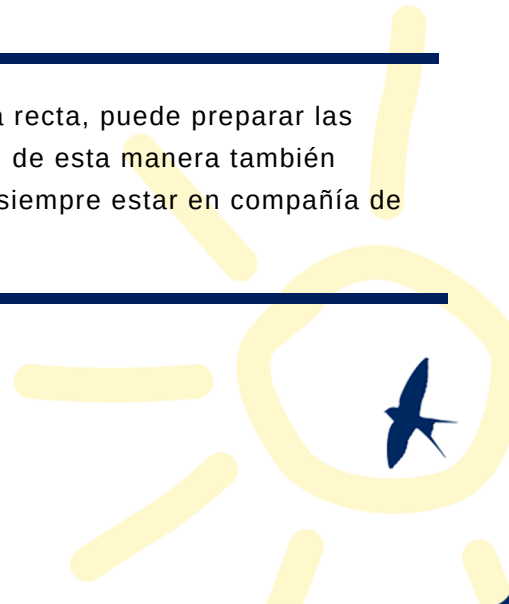 recta, puede preparar las
de esta manera también
siempre estar en compañía de